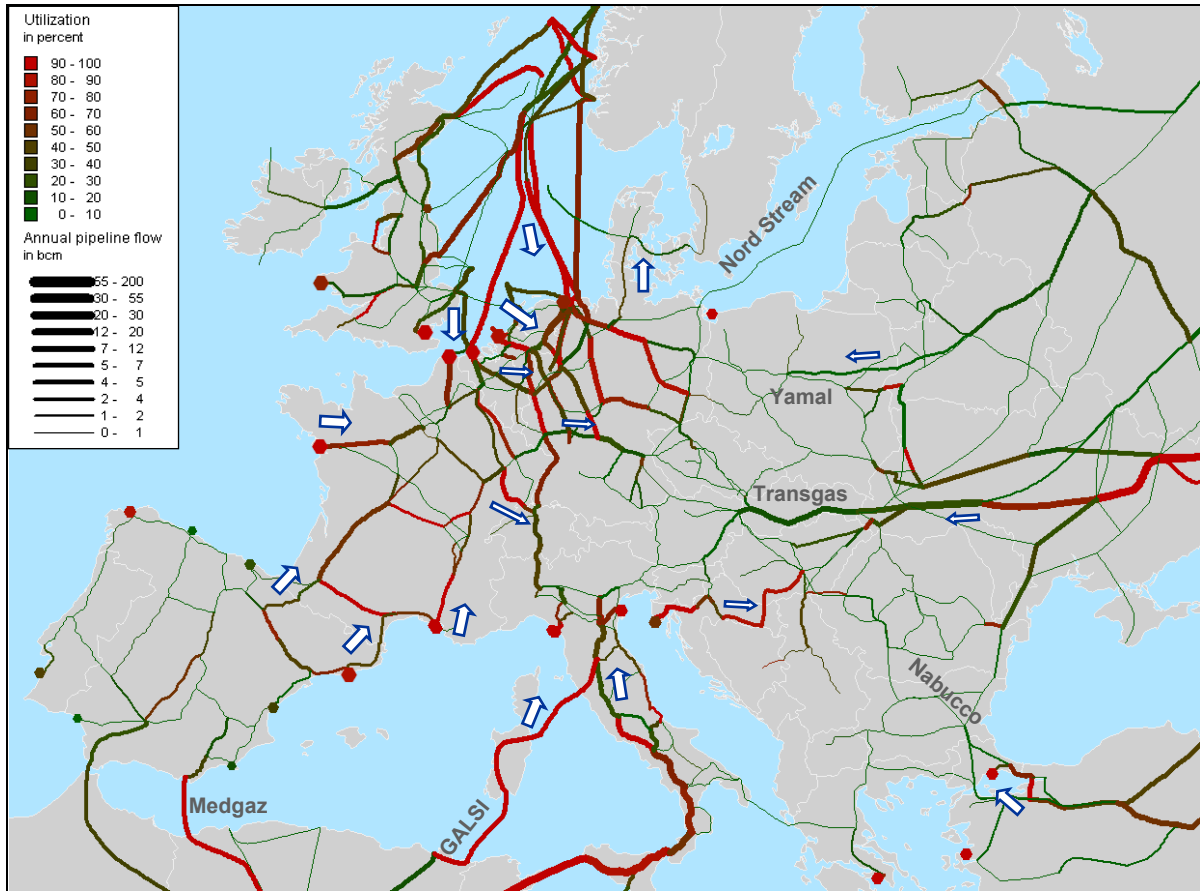 Utilization
in percent
90 - 100
80 - 90
70 - 80
60 - 70
50 - 60
40 - 50
30 - 40
20 - 30
10 - 20
0 - 10
Annual pipeline flow
in bcm
55 - 200
30 - 55
20 - 30
12 - 20
7 - 12
5 - 7
4 - 5
2 - 4
1 - 2
0 - 1
Nord Stream
Yamal
Transgas
Nabucco
Medgaz
GALSI